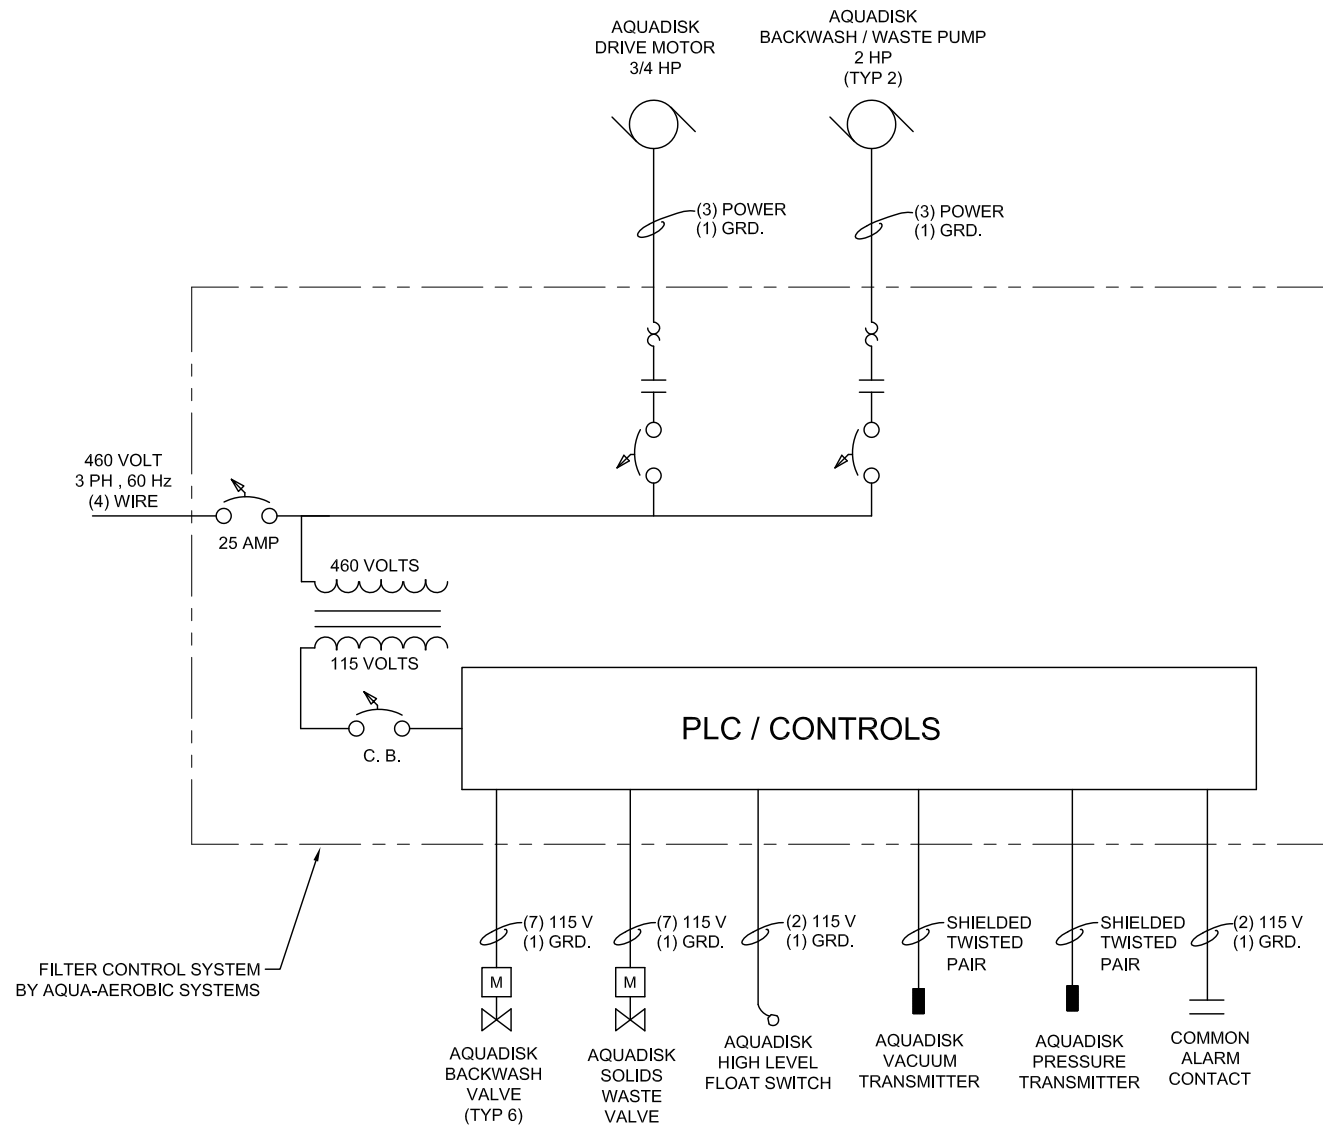 AQUADISK
DRIVE MOTOR
3/4 HP
AQUADISK
BACKWASH / WASTE PUMP
2 HP
(TYP 2)
(3) POWER
(1) GRD.
(3) POWER
(1) GRD.
460 VOLT
3 PH , 60 Hz
(4) WIRE
25 AMP
460 VOLTS
115 VOLTS
C. B.
PLC / CONTROLS
FILTER CONTROL SYSTEM
BY AQUA-AEROBIC SYSTEMS
(7) 115 V
(1) GRD.
(7) 115 V
(1) GRD.
(2) 115 V
(1) GRD.
SHIELDED
TWISTED
PAIR
SHIELDED
TWISTED
PAIR
(2) 115 V
(1) GRD.
M
M
AQUADISK
BACKWASH
VALVE
(TYP 6)
AQUADISK
SOLIDS
WASTE
VALVE
AQUADISK
HIGH LEVEL
FLOAT SWITCH
AQUADISK
VACUUM
TRANSMITTER
AQUADISK
PRESSURE
TRANSMITTER
COMMON
ALARM
CONTACT